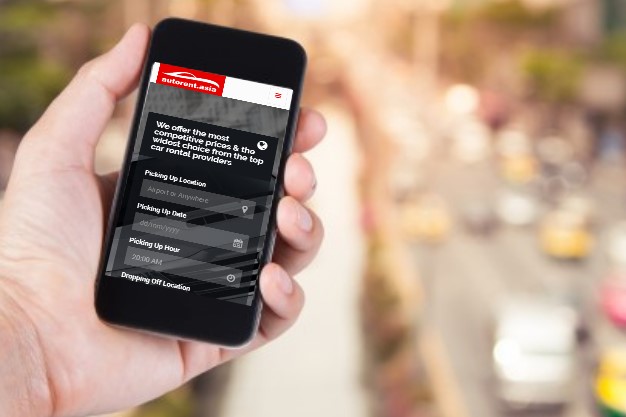 autorent.asia
We offer the most
competitive prices & the
widest choice from the top
car rental providers
Picking Up Location
Airport or Anywhere
Picking Up Date
dd/mm/yyyy
Picking Up Hour
20:00 AM
Dropping Off Location